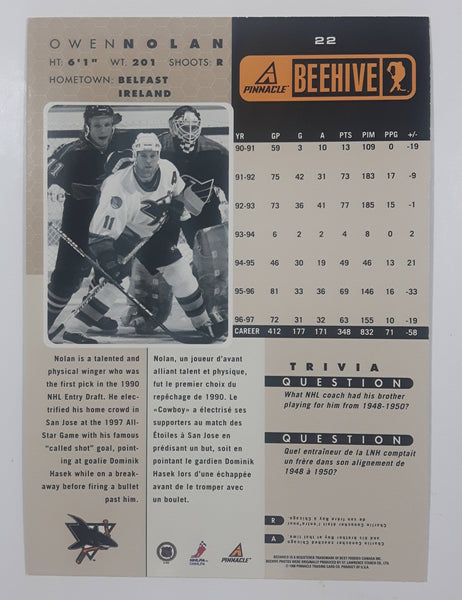 OWEN NOLAN
HT: 6'1" WT. 201 SHOOTS: R
HOMETOWN: BELFAST
IRELAND
22
PINNACLE BEEHIVE
YR GP G A PTS PIM PPG +/-
90-91 59 3 10 13 109 0 -19
91-92 75 42 31 73 183 17 -9
92-93 73 36 41 77 185 15 -1
93-94 6 2 2 4 8 0 2
94-95 46 30 19 49 46 13 21
95-96 81 33 36 69 146 16 -33
96-97 72 31 32 63 155 10 -19
CAREER 412 177 171 348 832 71 -58
A
11
Nolan is a talented and
physical winger who was
the first pick in the 1990
NHL Entry Draft. He elec-
trified his home crowd in
San Jose at the 1997 All-
Star Game with his famous
"called shot" goal, point-
ing at goalie Dominik
Hasek while on a break-
away before firing a bullet
past him.
Nolan, un joueur d'avant
alliant talent et physique,
fut le premier choix du
repêchage de 1990. Le
«Cowboy» a électrisé ses
supporters au match des
Étoiles à San Jose en
prédisant un but, soit en
pointant le gardien Dominik
Hasek lors d'une échappée
avant de le tromper avec
un boulet.
TRIVIA
QUESTION
What NHL coach had his brother
playing for him from 1948-1950?
QUESTION
Quel entraîneur de la LNH comptait
un frère dans son alignement de
1948 à 1950?
R
A
PINNACLE